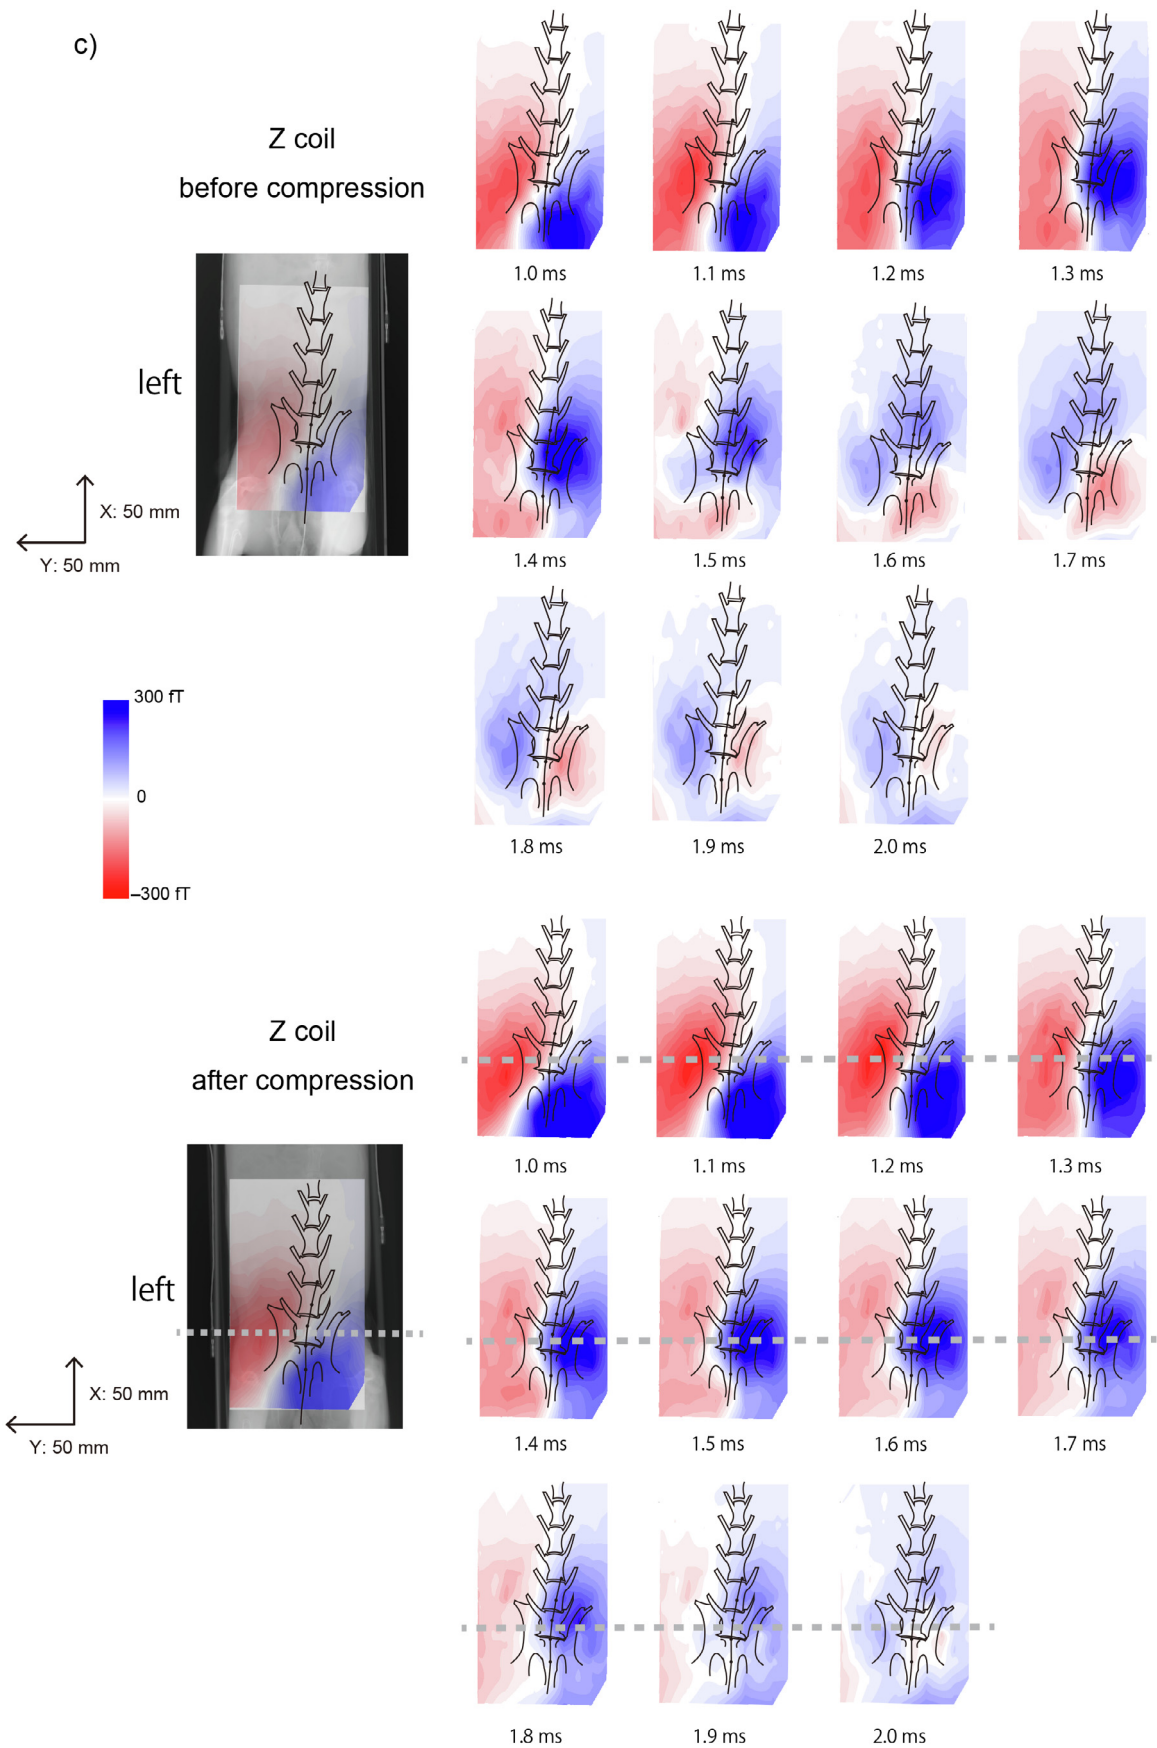 c)
Z coil
before compression
1.0 ms
1.1 ms
1.2 ms
1.3 ms
left
X: 50 mm
Y: 50 mm
1.4 ms
1.5 ms
1.6 ms
1.7 ms
300 fT
0
–300 fT
1.8 ms
1.9 ms
2.0 ms
Z coil
after compression
1.0 ms
1.1 ms
1.2 ms
1.3 ms
left
X: 50 mm
Y: 50 mm
1.4 ms
1.5 ms
1.6 ms
1.7 ms
1.8 ms
1.9 ms
2.0 ms